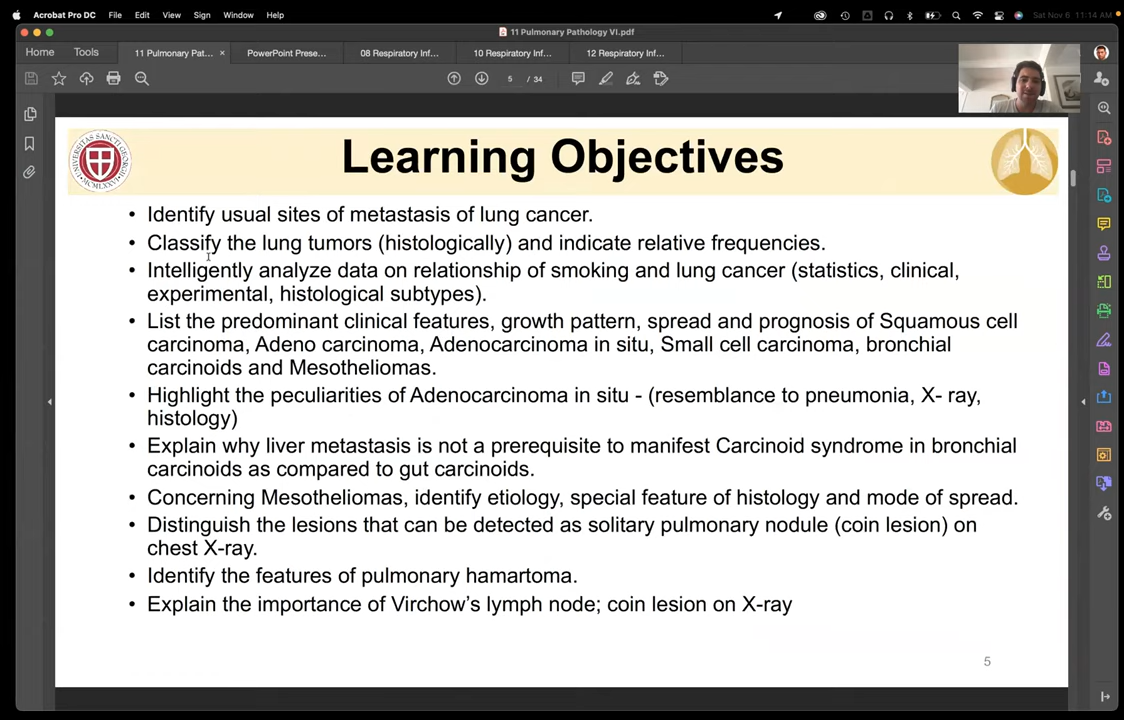 Acrobat Pro DC File Edit View Sign Window Help Sat Nov 6 11:14 AM
11 Pulmonary Pathology VI.pdf
Home Tools 11 Pulmonary Pat... × PowerPoint Prese... 08 Respiratory Inf... 10 Respiratory Inf... 12 Respiratory Inf...
5 / 34
Learning Objectives
• Identify usual sites of metastasis of lung cancer.
• Classify the lung tumors (histologically) and indicate relative frequencies.
• Intelligently analyze data on relationship of smoking and lung cancer (statistics, clinical,
experimental, histological subtypes).
• List the predominant clinical features, growth pattern, spread and prognosis of Squamous cell
carcinoma, Adeno carcinoma, Adenocarcinoma in situ, Small cell carcinoma, bronchial
carcinoids and Mesotheliomas.
• Highlight the peculiarities of Adenocarcinoma in situ - (resemblance to pneumonia, X- ray,
histology)
• Explain why liver metastasis is not a prerequisite to manifest Carcinoid syndrome in bronchial
carcinoids as compared to gut carcinoids.
• Concerning Mesotheliomas, identify etiology, special feature of histology and mode of spread.
• Distinguish the lesions that can be detected as solitary pulmonary nodule (coin lesion) on
chest X-ray.
• Identify the features of pulmonary hamartoma.
• Explain the importance of Virchow's lymph node; coin lesion on X-ray
5